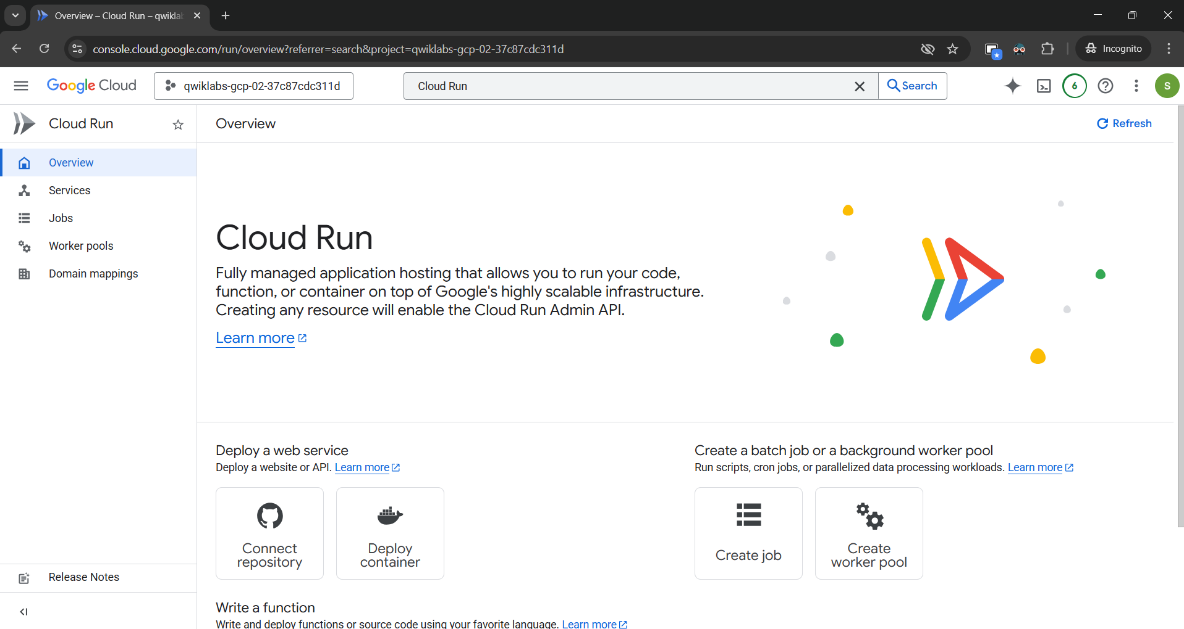 Overview – Cloud Run – qwikla
console.cloud.google.com/run/overview?referrer=search&project=qwiklabs-gcp-02-37c87cdc311d
Incognito
Google Cloud
qwiklabs-gcp-02-37c87cdc311d
Cloud Run
Search
6
S
Cloud Run
Overview
Refresh
Overview
Services
Jobs
Worker pools
Domain mappings
Release Notes
Cloud Run
Fully managed application hosting that allows you to run your code,
function, or container on top of Google's highly scalable infrastructure.
Creating any resource will enable the Cloud Run Admin API.
Learn more
Deploy a web service
Deploy a website or API. Learn more
Connect
repository
Deploy
container
Create a batch job or a background worker pool
Run scripts, cron jobs, or parallelized data processing workloads. Learn more
Create job
Create
worker pool
Write a function
Write and deploy functions or source code using your favorite language. Learn more